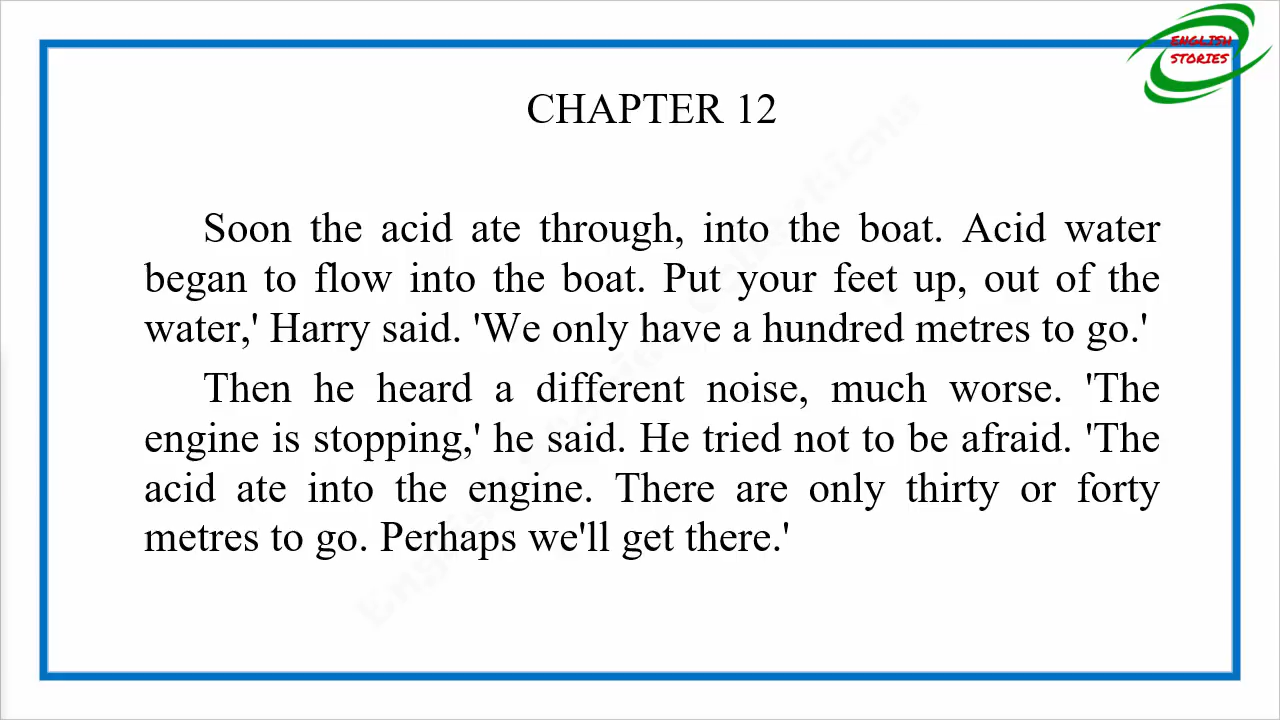 ENGLISH
STORIES
CHAPTER 12
Soon the acid ate through, into the boat. Acid water
began to flow into the boat. Put your feet up, out of the
water,' Harry said. 'We only have a hundred metres to go.'
Then he heard a different noise, much worse. 'The
engine is stopping,' he said. He tried not to be afraid. 'The
acid ate into the engine. There are only thirty or forty
metres to go. Perhaps we'll get there.'